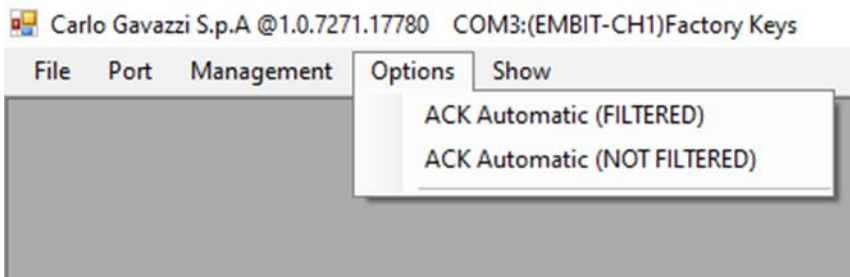 Carlo Gavazzi S.p.A @1.0.7271.17780 COM3:(EMBIT-CH1)Factory Keys
File Port Management Options Show
ACK Automatic (FILTERED)
ACK Automatic (NOT FILTERED)